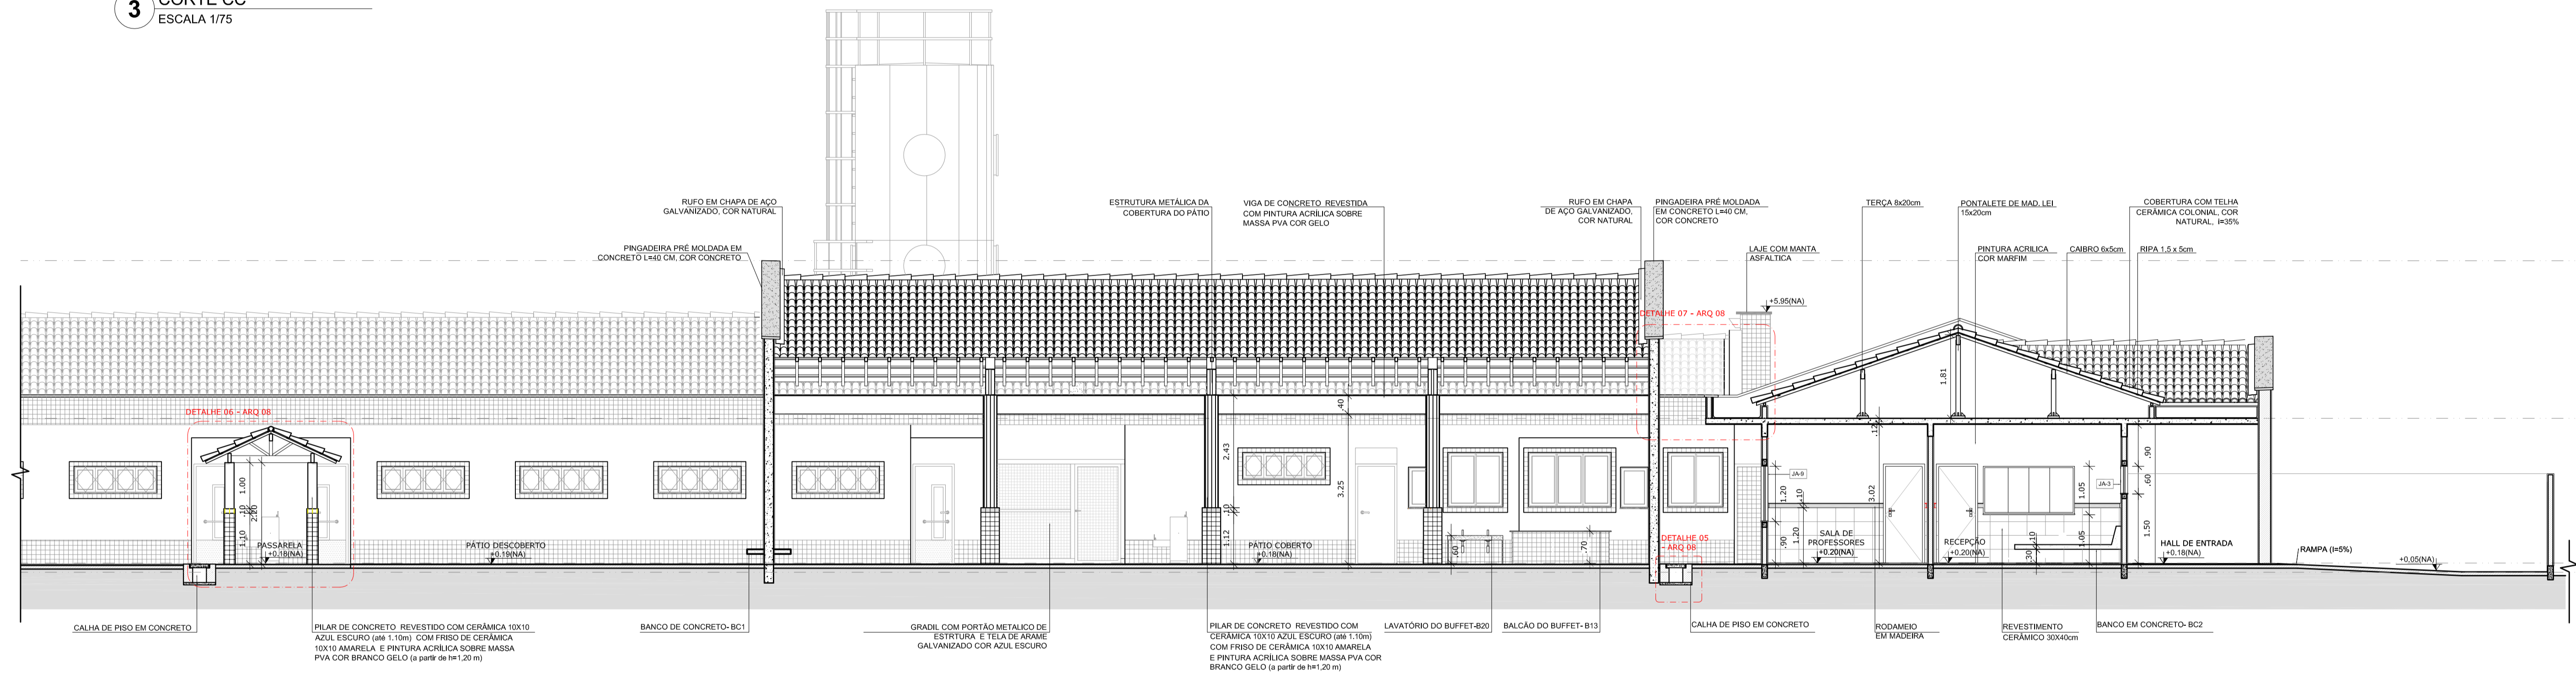 3
CORTE CC
ESCALA 1/75
RUFO EM CHAPA DE AÇO
GALVANIZADO, COR NATURAL
PINGADEIRA PRÉ MOLDADA EM
CONCRETO L=40 CM, COR CONCRETO
ESTRUTURA METÁLICA DA
COBERTURA DO PÁTIO
VIGA DE CONCRETO REVESTIDA
COM PINTURA ACRÍLICA SOBRE
MASSA PVA COR GELO
RUFO EM CHAPA
DE AÇO GALVANIZADO,
COR NATURAL
PINGADEIRA PRÉ MOLDADA
EM CONCRETO L=40 CM,
COR CONCRETO
LAJE COM MANTA
ASFALTICA
TERÇA 8x20cm
PONTALETE DE MAD. LEI
15x20cm
PINTURA ACRILICA
COR MARFIM
CAIBRO 6x5cm
COBERTURA COM TELHA
CERÂMICA COLONIAL, COR
NATURAL, i=35%
RIPA 1,5 x 5cm
+5.95(NA)
DETALHE 07 - ARQ 08
DETALHE 06 - ARQ 08
1.81
.40
.12
2.43
3.25
.10
1.12
1.00
.10
2.20
1.10
PASSARELA
+0.18(NA)
PÁTIO DESCOBERTO
+0.19(NA)
PÁTIO COBERTO
+0.18(NA)
.60
.70
DETALHE 05
- ARQ 08
JA-9
1.20
.10
.90
1.20
3.02
SALA DE
PROFESSORES
+0.20(NA)
RECEPÇÃO
+0.20(NA)
1.05
.10
.30
1.05
JA-3
.90
.60
1.50
HALL DE ENTRADA
+0.18(NA)
RAMPA (I=5%)
+0,05(NA)
CALHA DE PISO EM CONCRETO
PILAR DE CONCRETO REVESTIDO COM CERÂMICA 10X10
AZUL ESCURO (até 1.10m) COM FRISO DE CERÂMICA
10X10 AMARELA E PINTURA ACRÍLICA SOBRE MASSA
PVA COR BRANCO GELO (a partir de h=1,20 m)
BANCO DE CONCRETO- BC1
GRADIL COM PORTÃO METALICO DE
ESTRTURA E TELA DE ARAME
GALVANIZADO COR AZUL ESCURO
PILAR DE CONCRETO REVESTIDO COM
CERÂMICA 10X10 AZUL ESCURO (até 1.10m)
COM FRISO DE CERÂMICA 10X10 AMARELA
E PINTURA ACRÍLICA SOBRE MASSA PVA COR
BRANCO GELO (a partir de h=1,20 m)
LAVATÓRIO DO BUFFET-B20
BALCÃO DO BUFFET- B13
CALHA DE PISO EM CONCRETO
RODAMEIO
EM MADEIRA
REVESTIMENTO
CERÂMICO 30X40cm
BANCO EM CONCRETO- BC2